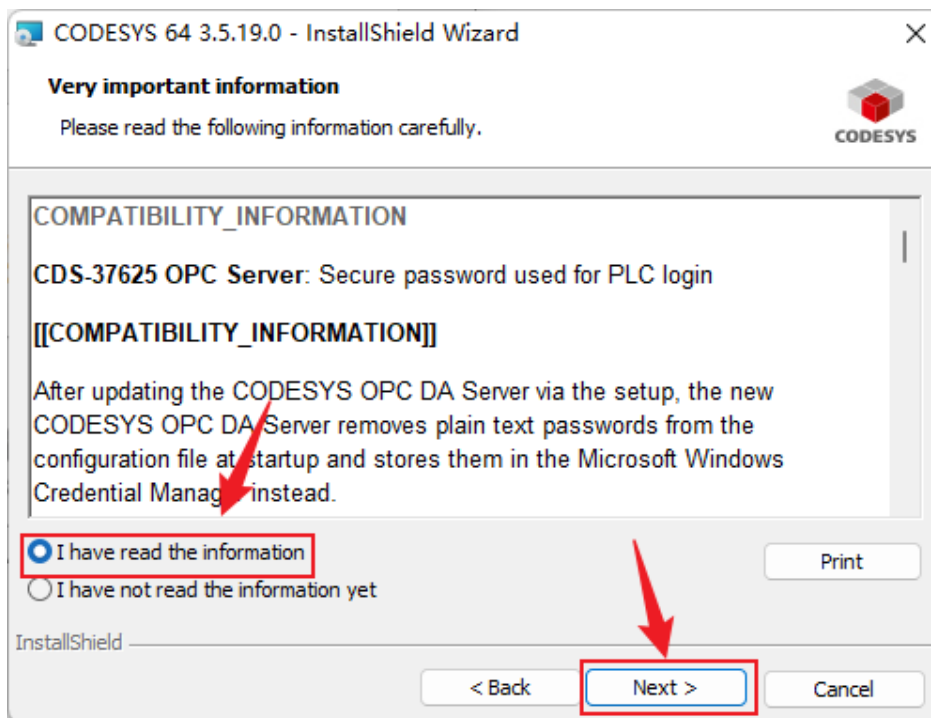 CODESYS 64 3.5.19.0 - InstallShield Wizard
Very important information
Please read the following information carefully.
CODESYS
COMPATIBILITY_INFORMATION
CDS-37625 OPC Server: Secure password used for PLC login
[[COMPATIBILITY_INFORMATION]]
After updating the CODESYS OPC DA Server via the setup, the new
CODESYS OPC DA Server removes plain text passwords from the
configuration file at startup and stores them in the Microsoft Windows
Credential Manager instead.
I have read the information
Print
I have not read the information yet
InstallShield
< Back
Next >
Cancel